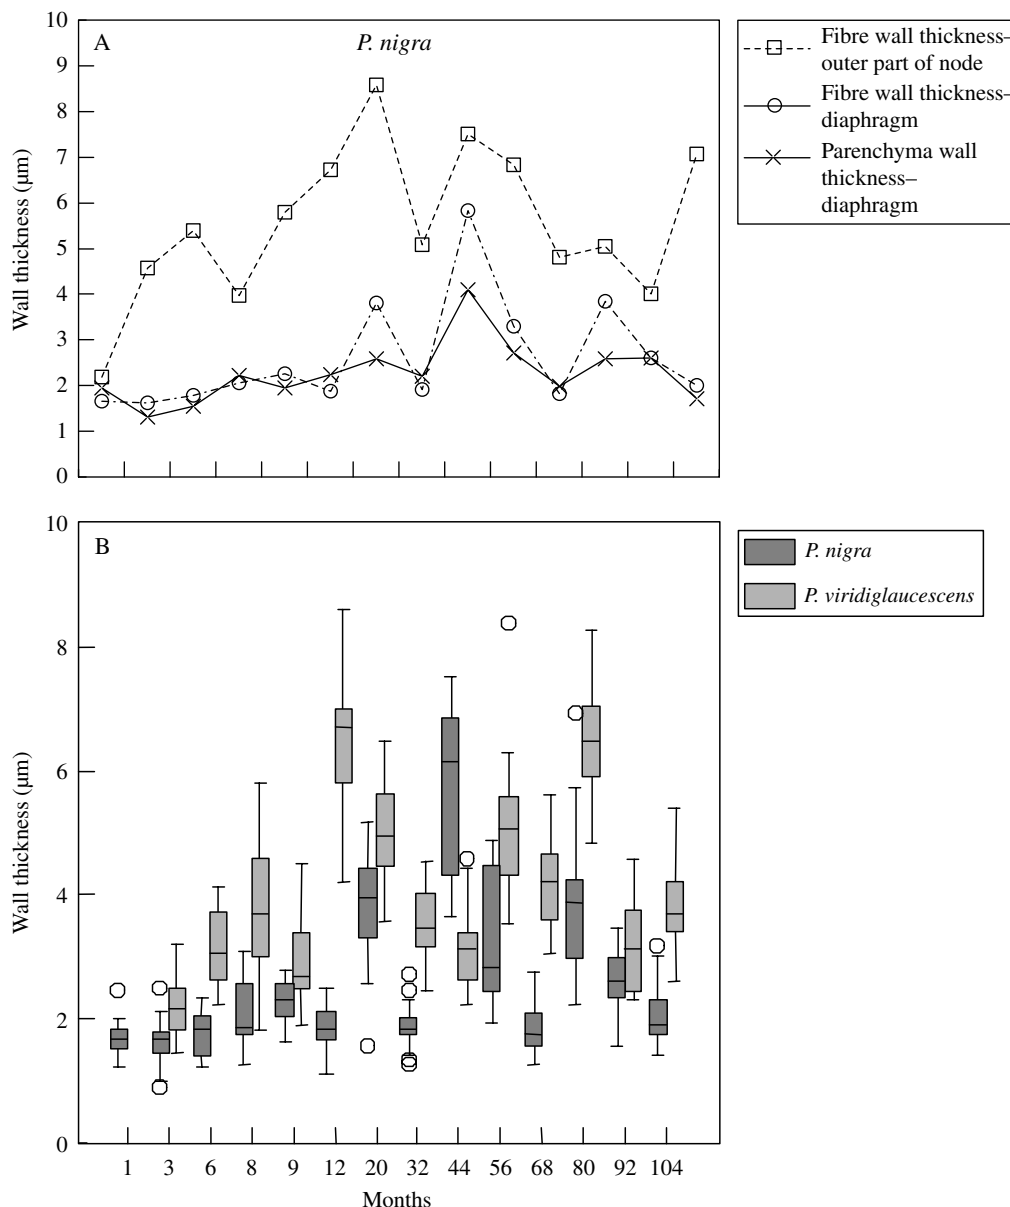 10
9
8
7
6
5
4
3
2
1
0
Wall thickness (μm)
A
P. nigra
Fibre wall thickness–
outer part of node
Fibre wall thickness–
diaphragm
Parenchyma wall
thickness–
diaphragm
10
8
6
4
2
0
Wall thickness (μm)
B
P. nigra
P. viridiglaucescens
1 3 6 8 9 12 20 32 44 56 68 80 92 104
Months